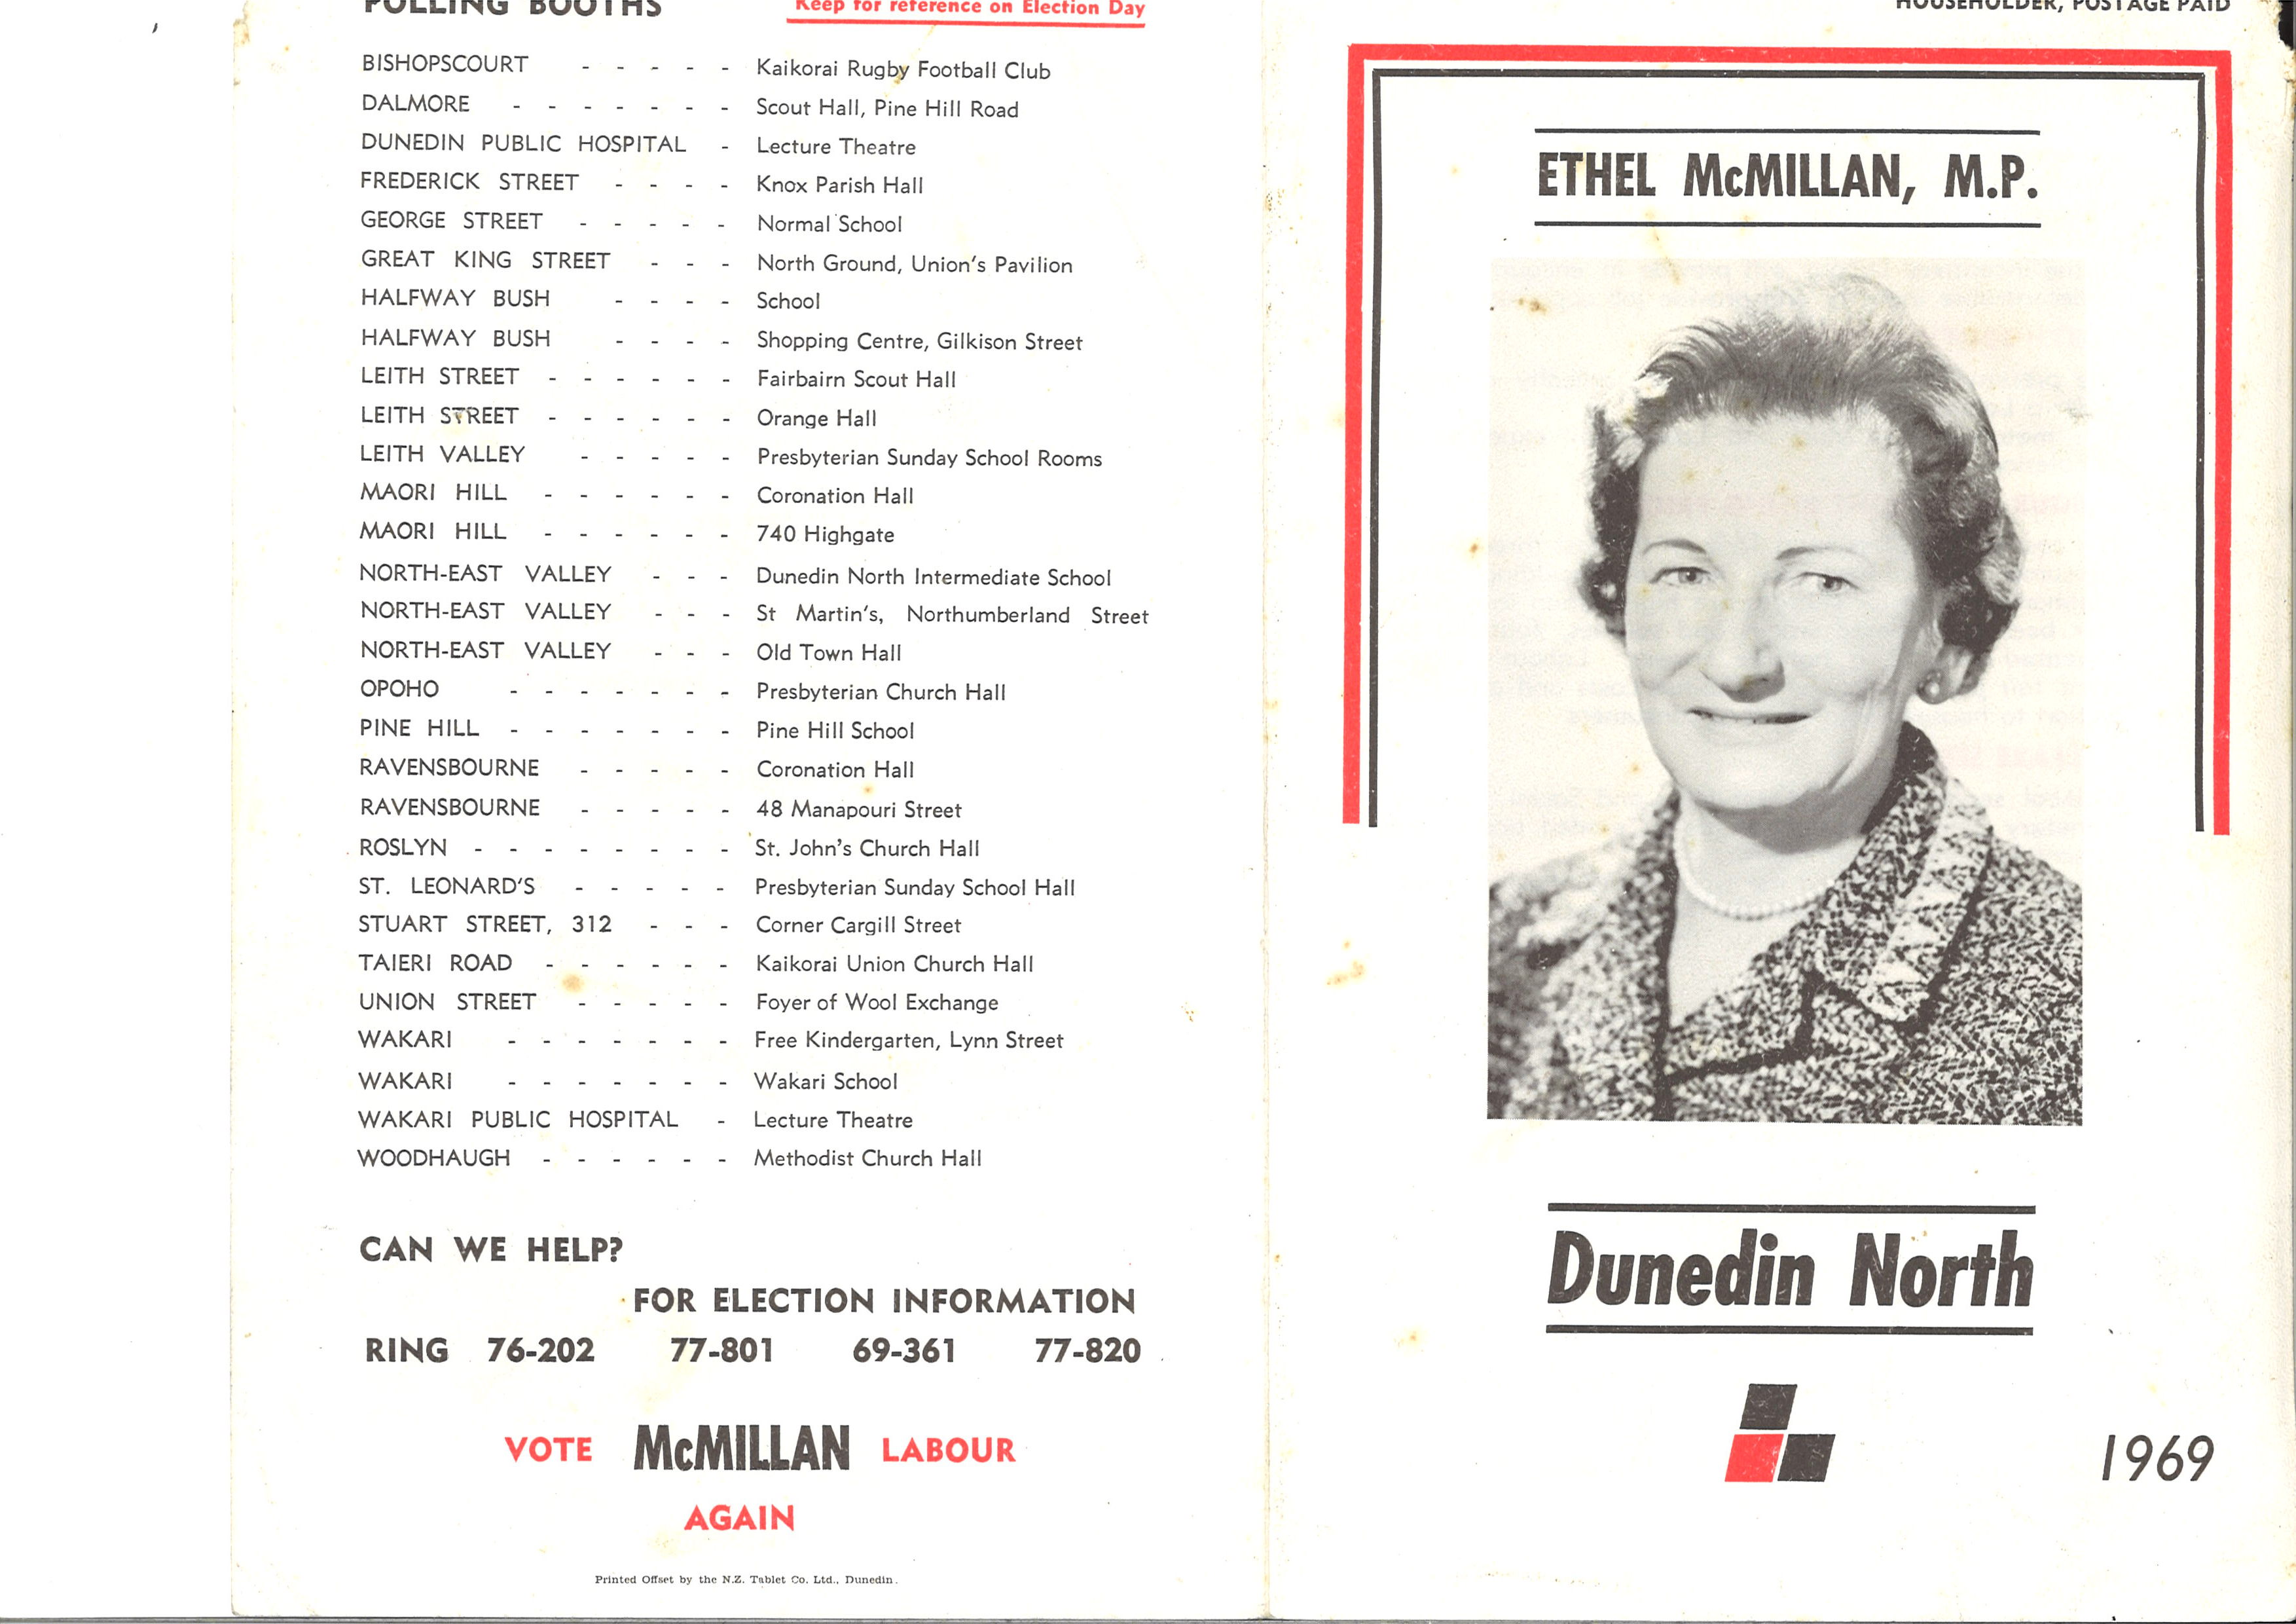 POLLING BOOTHS Keep for reference on Election Day
BISHOPSCOURT - - - - - Kaikorai Rugby Football Club
DALMORE - - - - - - - Scout Hall, Pine Hill Road
DUNEDIN PUBLIC HOSPITAL - Lecture Theatre
FREDERICK STREET - - - - Knox Parish Hall
GEORGE STREET - - - - - Normal School
GREAT KING STREET - - - North Ground, Union's Pavilion
HALFWAY BUSH - - - - School
HALFWAY BUSH - - - - Shopping Centre, Gilkison Street
LEITH STREET - - - - - - Fairbairn Scout Hall
LEITH STREET - - - - - - Orange Hall
LEITH VALLEY - - - - - Presbyterian Sunday School Rooms
MAORI HILL - - - - - - Coronation Hall
MAORI HILL - - - - - - 740 Highgate
NORTH-EAST VALLEY - - - Dunedin North Intermediate School
NORTH-EAST VALLEY - - - St Martin's, Northumberland Street
NORTH-EAST VALLEY - - - Old Town Hall
OPOHO - - - - - - - Presbyterian Church Hall
PINE HILL - - - - - - - Pine Hill School
RAVENSBOURNE - - - - - Coronation Hall
RAVENSBOURNE - - - - - 48 Manapouri Street
ROSLYN - - - - - - - - St. John's Church Hall
ST. LEONARD'S - - - - - Presbyterian Sunday School Hall
STUART STREET, 312 - - - Corner Cargill Street
TAIERI ROAD - - - - - - Kaikorai Union Church Hall
UNION STREET - - - - - Foyer of Wool Exchange
WAKARI - - - - - - - Free Kindergarten, Lynn Street
WAKARI - - - - - - - Wakari School
WAKARI PUBLIC HOSPITAL - Lecture Theatre
WOODHAUGH - - - - - - Methodist Church Hall
CAN WE HELP?
FOR ELECTION INFORMATION
RING 76-202 77-801 69-361 77-820
VOTE McMILLAN LABOUR
AGAIN
Printed Offset by the N.Z. Tablet Co. Ltd., Dunedin.
HOUSEHOLDER, POSTAGE PAID
ETHEL McMILLAN, M.P.
Dunedin North
1969